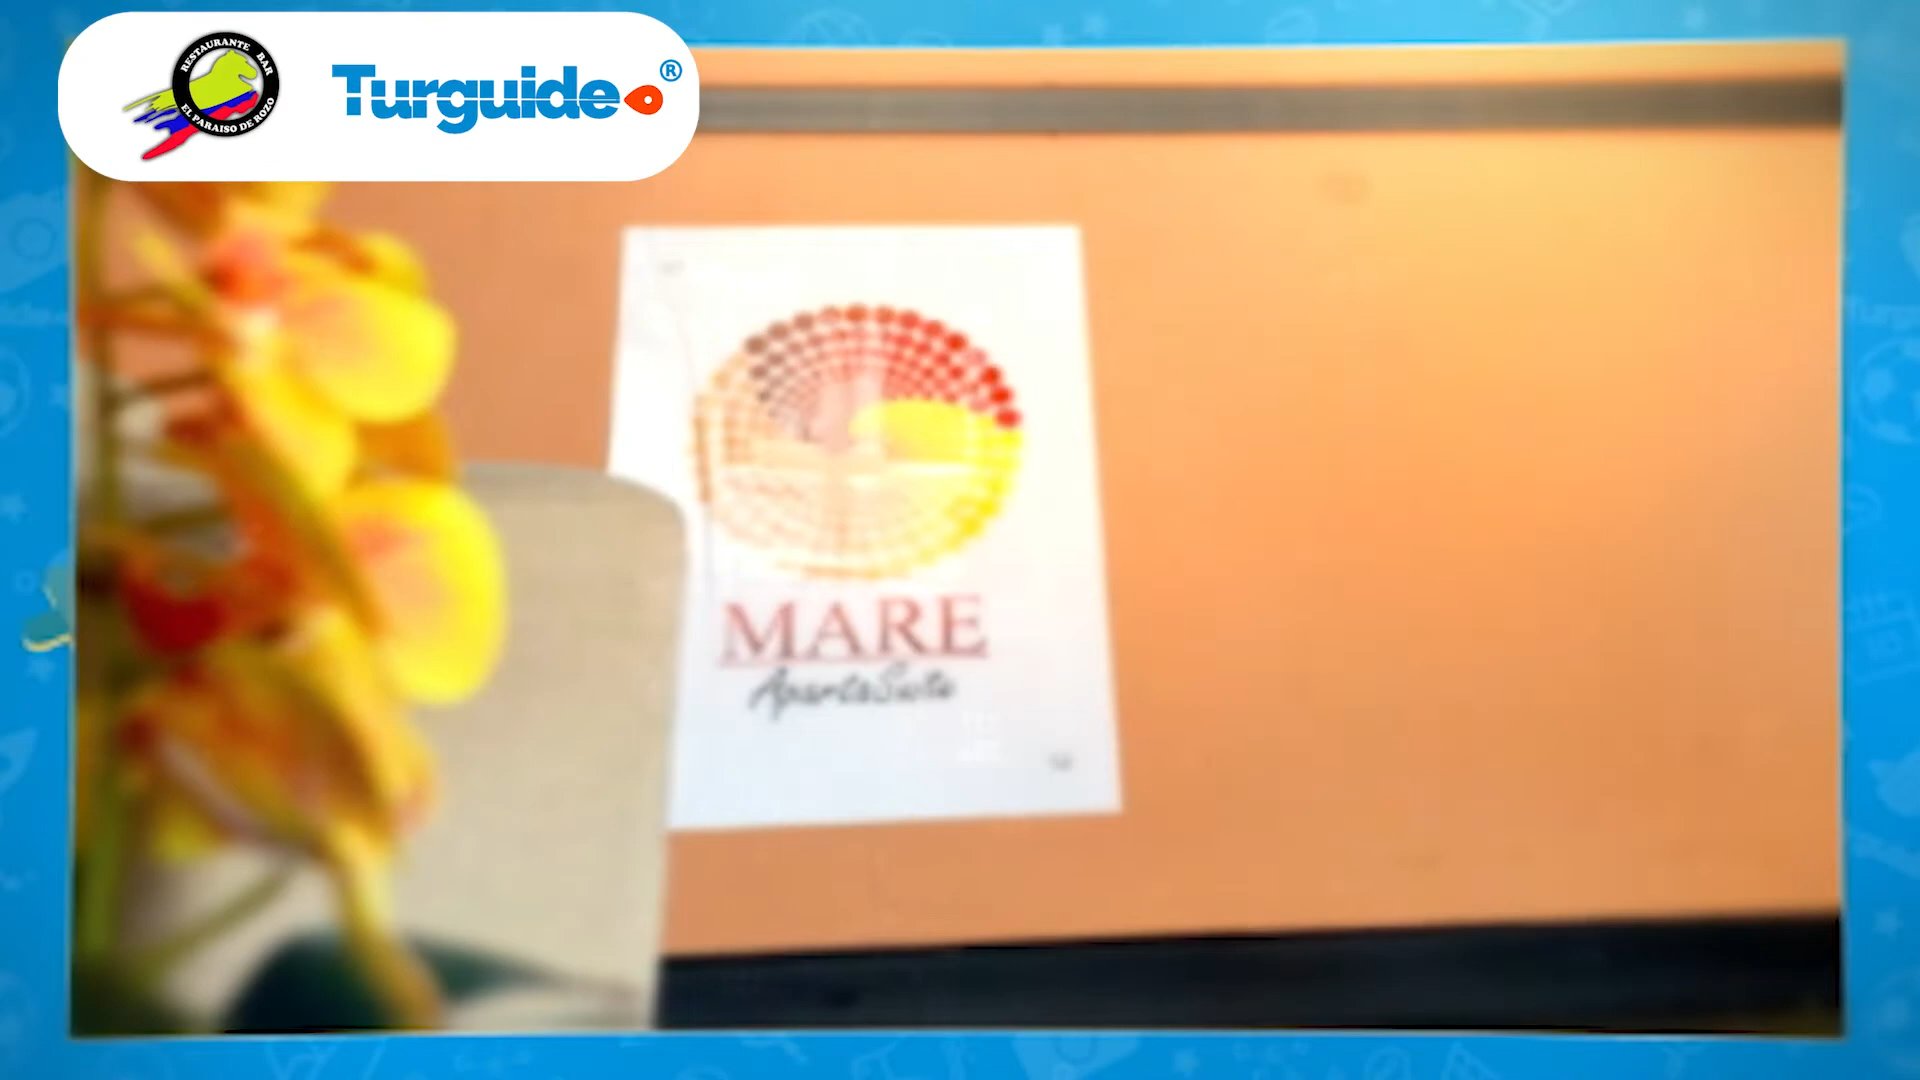 RESTAURANTE BAR
EL PARAISO DE ROZO
Turguide®
MARE
ApartaSuite